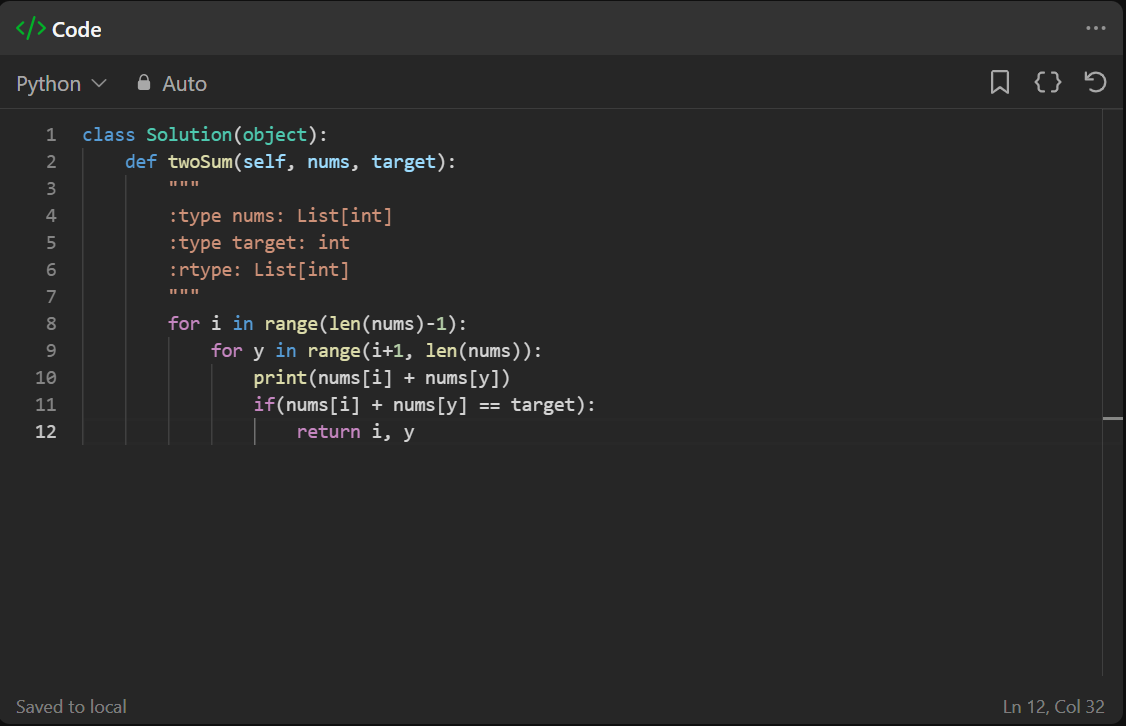 </> Code
Python Auto
1 class Solution(object):
2     def twoSum(self, nums, target):
3         """
4         :type nums: List[int]
5         :type target: int
6         :rtype: List[int]
7         """
8         for i in range(len(nums)-1):
9             for y in range(i+1, len(nums)):
10                 print(nums[i] + nums[y])
11                 if(nums[i] + nums[y] == target):
12                     return i, y
Saved to local Ln 12, Col 32